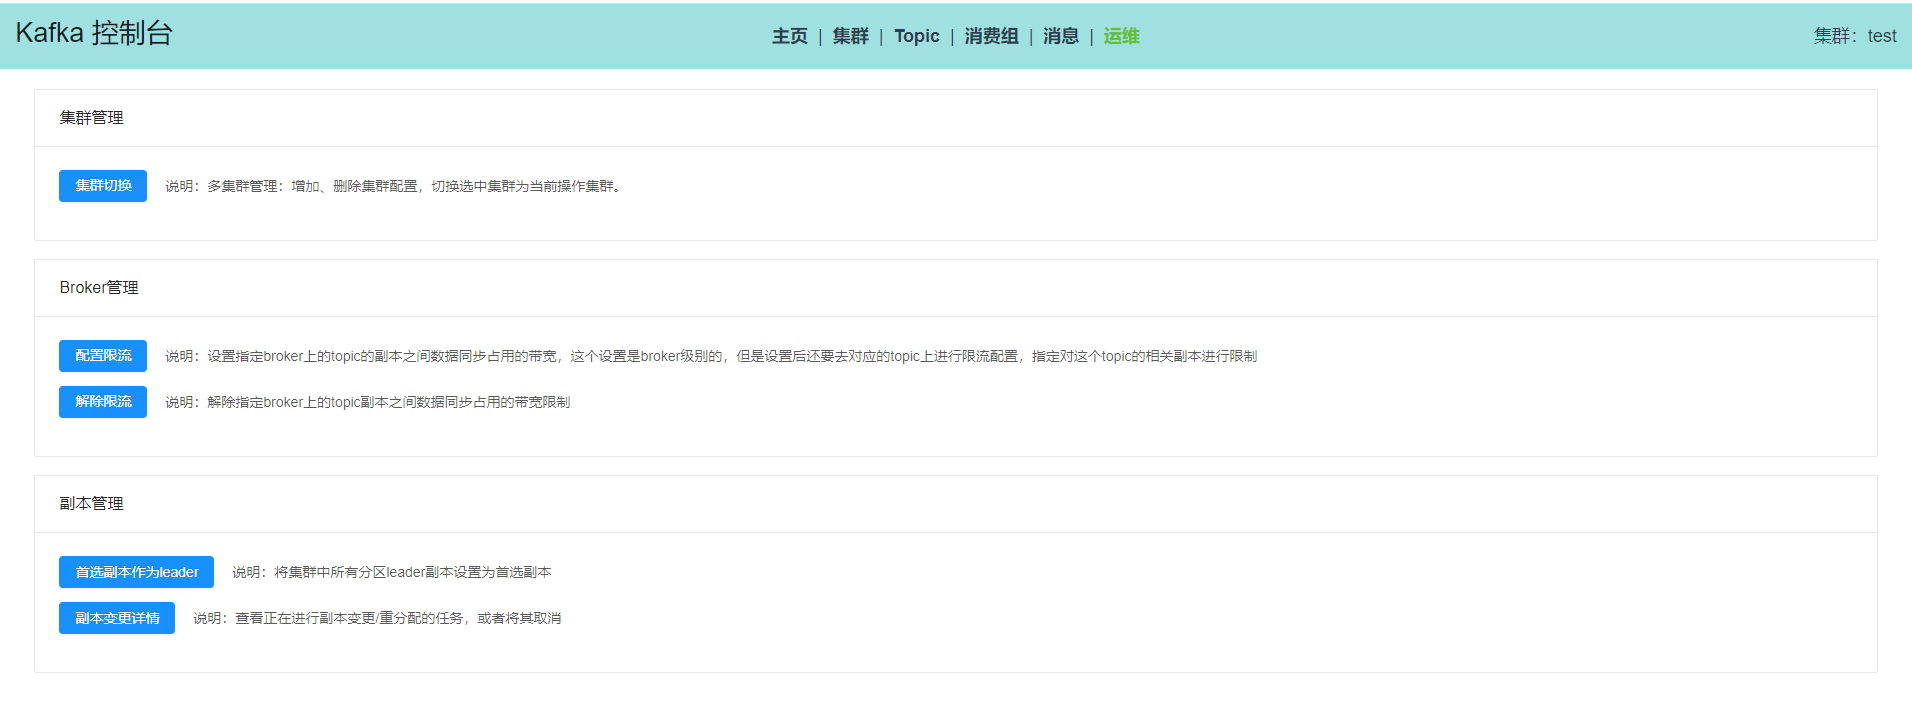 Kafka 控制台
主页 | 集群 | Topic | 消费组 | 消息 | 运维
集群：test
集群管理
集群切换 说明：多集群管理：增加、删除集群配置，切换选中集群为当前操作集群。
Broker管理
配置限流 说明：设置指定broker上的topic的副本之间数据同步占用的带宽，这个设置是broker级别的，但是设置后还要去对应的topic上进行限流配置，指定对这个topic的相关副本进行限制
解除限流 说明：解除指定broker上的topic副本之间数据同步占用的带宽限制
副本管理
首选副本作为leader 说明：将集群中所有分区leader副本设置为首选副本
副本变更详情 说明：查看正在进行副本变更/重分配的任务，或者将其取消